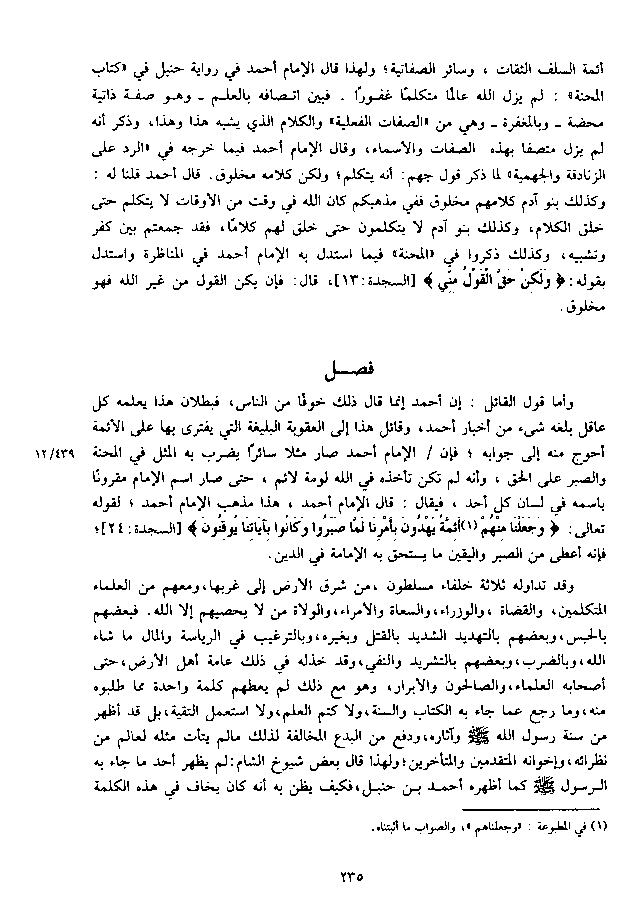 أئمة السلف الثقات ، وسائر الصفاتية؛ ولهذا قال الإمام أحمد في رواية حنبل في «كتاب
المحنة» : لم يزل الله عالمًا متكلمًا غفورًا . فبين اتصافه بالعلم ـ وهو صفة ذاتية
محضة ـ وبالمغفرة ـ وهي من «الصفات الفعلية» والكلام الذي يشبه هذا وهذا، وذكر أنه
لم يزل متصفا بهذه الصفات والأسماء، وقال الإمام أحمد فيما خرجه في «الرد على
الزنادقة والجهمية» لما ذكر قول جهم: أنه يتكلم؛ ولكن كلامه مخلوق. قال أحمد قلنا له :
وكذلك بنو آدم كلامهم مخلوق ففي مذهبكم كان الله في وقت من الأوقات لا يتكلم حتى
خلق الكلام، وكذلك بنو آدم لا يتكلمون حتى خلق لهم كلامًا، فقد جمعتم بين كفر
وتشبيه، وكذلك ذكروا في «المحنة» فيما استدل به الإمام أحمد في المناظرة واستدل
بقوله: ﴿ وَلَكِنْ حَقَّ الْقَوْلُ مِنِّي ﴾ [السجدة: ١٣]، قال: فإن يكن القول من غير الله فهو
مخلوق.
فصـــل
وأما قول القائل : إن أحمد إنما قال ذلك خوفًا من الناس، فبطلان هذا يعلمه كل
عاقل بلغه شىء من أخبار أحمد، وقائل هذا إلى العقوبة البليغة التي يفترى بها على الأئمة
أحوج منه إلى جوابه ؛ فإن / الإمام أحمد صار مثلا سائرًا يضرب به المثل في المحنة ١٢/٤٣٩
والصبر على الحق ، وأنه لم تكن تأخذه في الله لومة لائم ، حتى صار اسم الإمام مقرونًا
باسمه في لسان كل أحد ، فيقال : قال الإمام أحمد ، هذا مذهب الإمام أحمد ؛ لقوله
تعالى: ﴿ وَجَعَلْنَا مِنْهُمْ (١) أَئِمَّةً يَهْدُونَ بِأَمْرِنَا لَمَّا صَبَرُوا وَكَانُوا بِآيَاتِنَا يُوقِنُونَ ﴾ [السجدة: ٢٤]؛
فإنه أعطي من الصبر واليقين ما يستحق به الإمامة في الدين.
وقد تداوله ثلاثة خلفاء مسلطون ،من شرق الأرض إلى غربها،ومعهم من العلماء
المتكلمين، والقضاة ،والوزراء، والسعاة والأمراء، والولاة من لا يحصيهم إلا الله. فبعضهم
بالحبس، وبعضهم بالتهديد الشديد بالقتل وبغيره،وبالترغيب في الرياسة والمال ما شاء
الله،وبالضرب،وبعضهم بالتشريد والنفي،وقد خذله في ذلك عامة أهل الأرض،حتى
أصحابه العلماء،والصالحون والأبرار، وهو مع ذلك لم يعطهم كلمة واحدة مما طلبوه
منه،وما رجع عما جاء به الكتاب والسنة،ولا كتم العلم،ولا استعمل التقية،بل قد أظهر
من سنة رسول الله ﷺ وآثاره،ودفع من البدع المخالفة لذلك مالم يتأت مثله لعالم من
نظرائه،وإخوانه المتقدمين والمتأخرين؛ولهذا قال بعض شيوخ الشام:لم يظهر أحد ما جاء به
الرسول ﷺ كما أظهره أحمد بن حنبل،فكيف يظن به أنه كان يخاف في هذه الكلمة
(١) في المطبوعة : «وجعلناهم »، والصواب ما أثبتناه.
٢٣٥